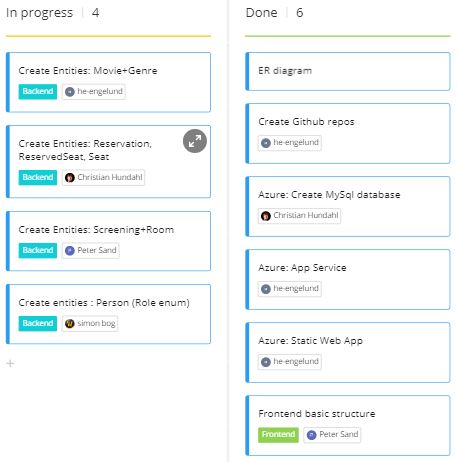 In progress 4
Create Entities: Movie+Genre
Backend he-engelund
Create Entities: Reservation,
ReservedSeat, Seat
Backend Christian Hundahl
Create Entities: Screening+Room
Backend Peter Sand
Create entities : Person (Role enum)
Backend simon bog
+
Done 6
ER diagram
Create Github repos
he-engelund
Azure: Create MySql database
Christian Hundahl
Azure: App Service
he-engelund
Azure: Static Web App
he-engelund
Frontend basic structure
Frontend Peter Sand